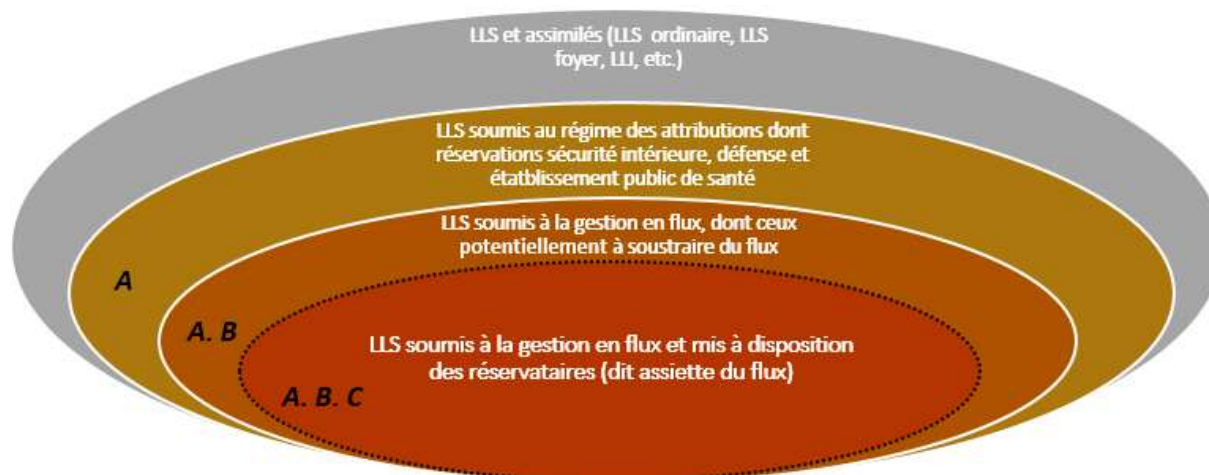 LLS et assimilés (LLS ordinaire, LLS
foyer, LLI, etc.)
LLS soumis au régime des attributions dont
réservations sécurité intérieure, défense et
étatblissement public de santé
LLS soumis à la gestion en flux, dont ceux
potentiellement à soustraire du flux
A
A. B
LLS soumis à la gestion en flux et mis à disposition
des réservataires (dit assiette du flux)
A. B. C